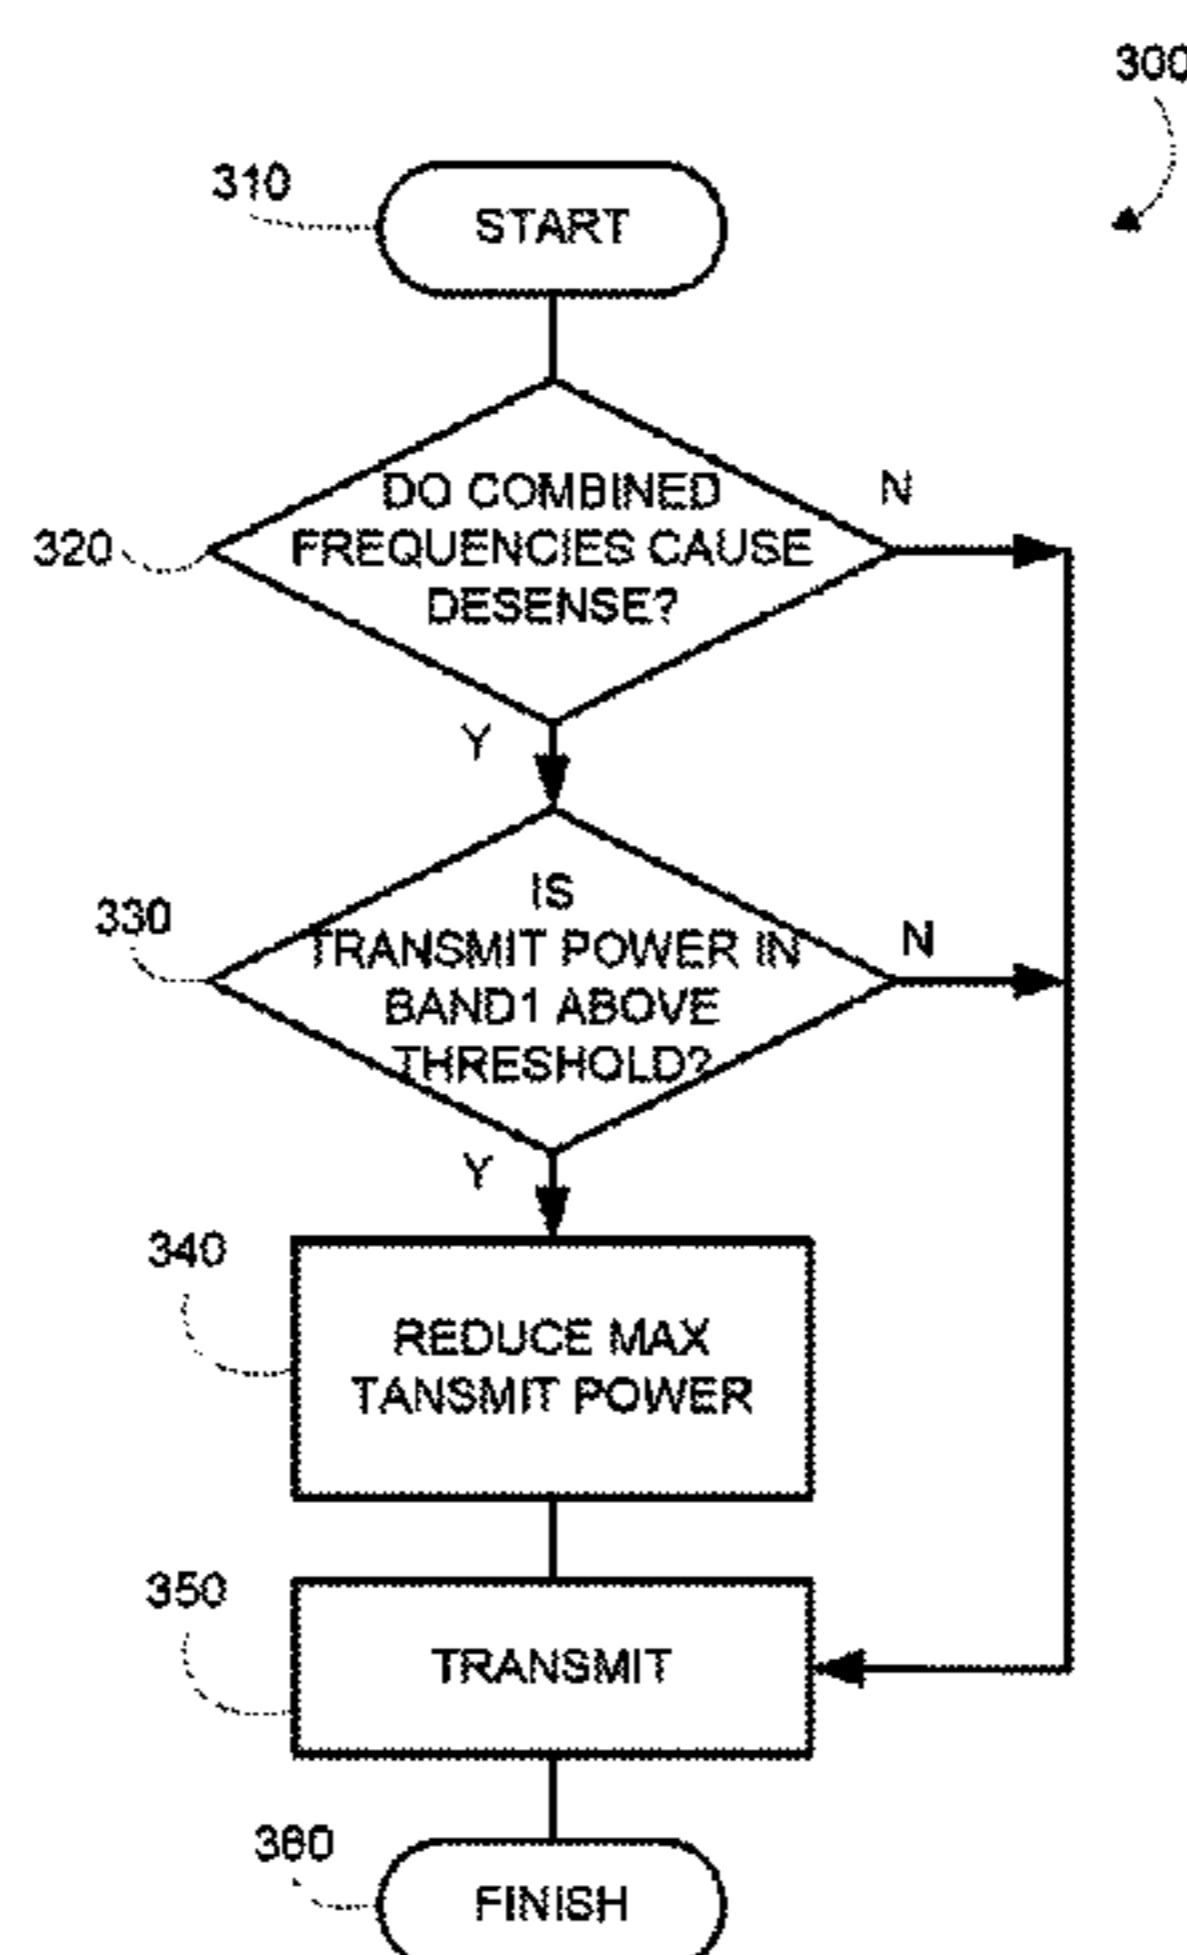 300
310
START
DO COMBINED
FREQUENCIES CAUSE
DESENSE?
N
320
Y
IS
TRANSMIT POWER IN
BAND1 ABOVE
THRESHOLD?
N
330
Y
340
REDUCE MAX
TANSMIT POWER
350
TRANSMIT
360
FINISH